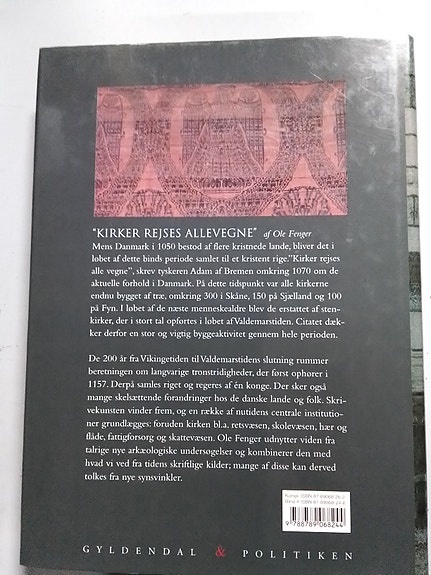 "KIRKER REJSES ALLEVEGNE" af Ole Fenger
Mens Danmark i 1050 bestod af flere kristnede lande, bliver det i
løbet af dette binds periode samlet til et kristent rige."Kirker rejses
alle vegne", skrev tyskeren Adam af Bremen omkring 1070 om de
aktuelle forhold i Danmark. På dette tidspunkt var alle kirkerne
endnu bygget af træ, omkring 300 i Skåne, 150 på Sjælland og 100
på Fyn. I løbet af de næste menneskealdre blev de erstattet af sten-
kirker, der i stort tal opførtes i løbet af Valdemarstiden. Citatet dæk-
ker derfor en stor og vigtig byggeaktivitet gennem hele perioden.
De 200 år fra Vikingetiden til Valdemarstidens slutning rummer
beretningen om langvarige tronstridigheder, der først ophører i
1157. Derpå samles riget og regeres af én konge. Der sker også
mange skelsættende forandringer hos de danske lande og folk. Skri-
vekunsten vinder frem, og en række af nutidens centrale institutio-
ner grundlægges: foruden kirken bl.a. retsvæsen, skolevæsen, hær og
flåde, fattigforsorg og skattevæsen. Ole Fenger udnytter viden fra
talrige nye arkæologiske undersøgelser og kombinerer den med
hvad vi ved fra tidens skriftlige kilder; mange af disse kan derved
tolkes fra nye synsvinkler.
9 788789 068244
GYLDENDAL & POLITIKEN